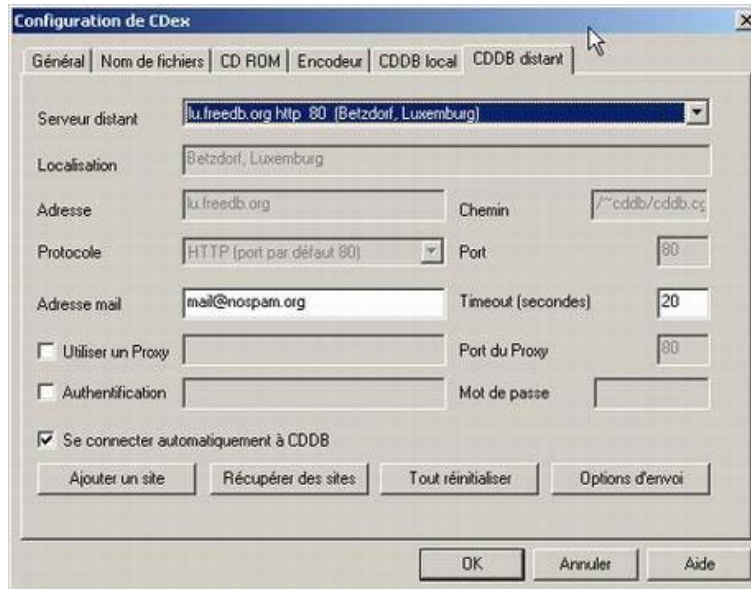 Configuration de CDex
Général Nom de fichiers CD ROM Encodeur CDDB local CDDB distant
Serveur distant lu.freedb.org http 80 (Betzdorf, Luxemburg)
Localisation Betzdorf, Luxemburg
Adresse lu.freedb.org Chemin /~cddb/cddb.cg
Protocole HTTP (port par défaut 80) Port 80
Adresse mail mail@nospam.org Timeout (secondes) 20
Utiliser un Proxy Port du Proxy 80
Authentification Mot de passe
Se connecter automatiquement à CDDB
Ajouter un site Récupérer des sites Tout réinitialiser Options d'envoi
OK Annuler Aide